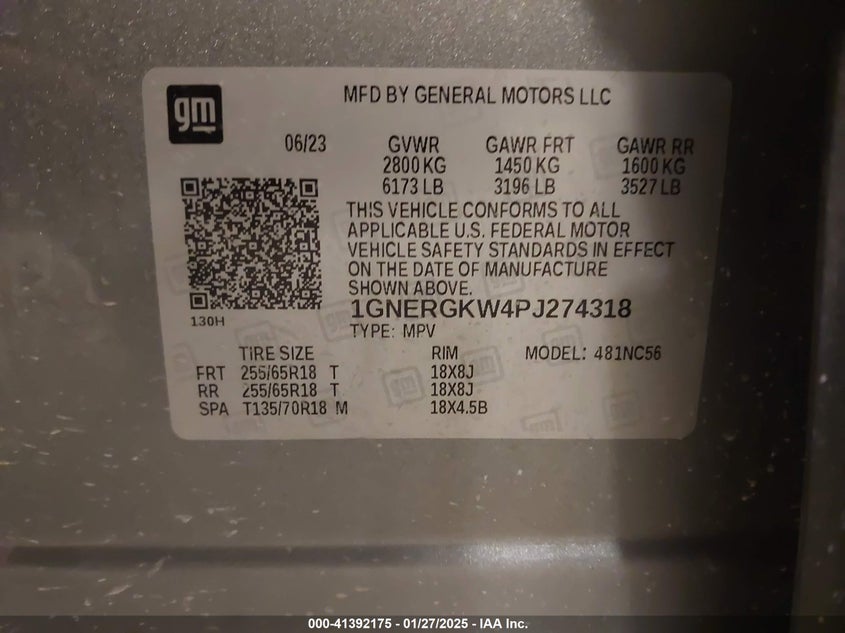 gm
MFD BY GENERAL MOTORS LLC
06/23 GVWR GAWR FRT GAWR RR
2800 KG 1450 KG 1600 KG
6173 LB 3196 LB 3527 LB
THIS VEHICLE CONFORMS TO ALL
APPLICABLE U.S. FEDERAL MOTOR
VEHICLE SAFETY STANDARDS IN EFFECT
ON THE DATE OF MANUFACTURE
SHOWN ABOVE.
1GNERGKW4PJ274318
130H
TYPE: MPV
TIRE SIZE RIM MODEL: 481NC56
FRT 255/65R18 T 18X8J
RR 255/65R18 T 18X8J
SPA T135/70R18 M 18X4.5B
000-41392175 — 01/27/2025 — IAA Inc.